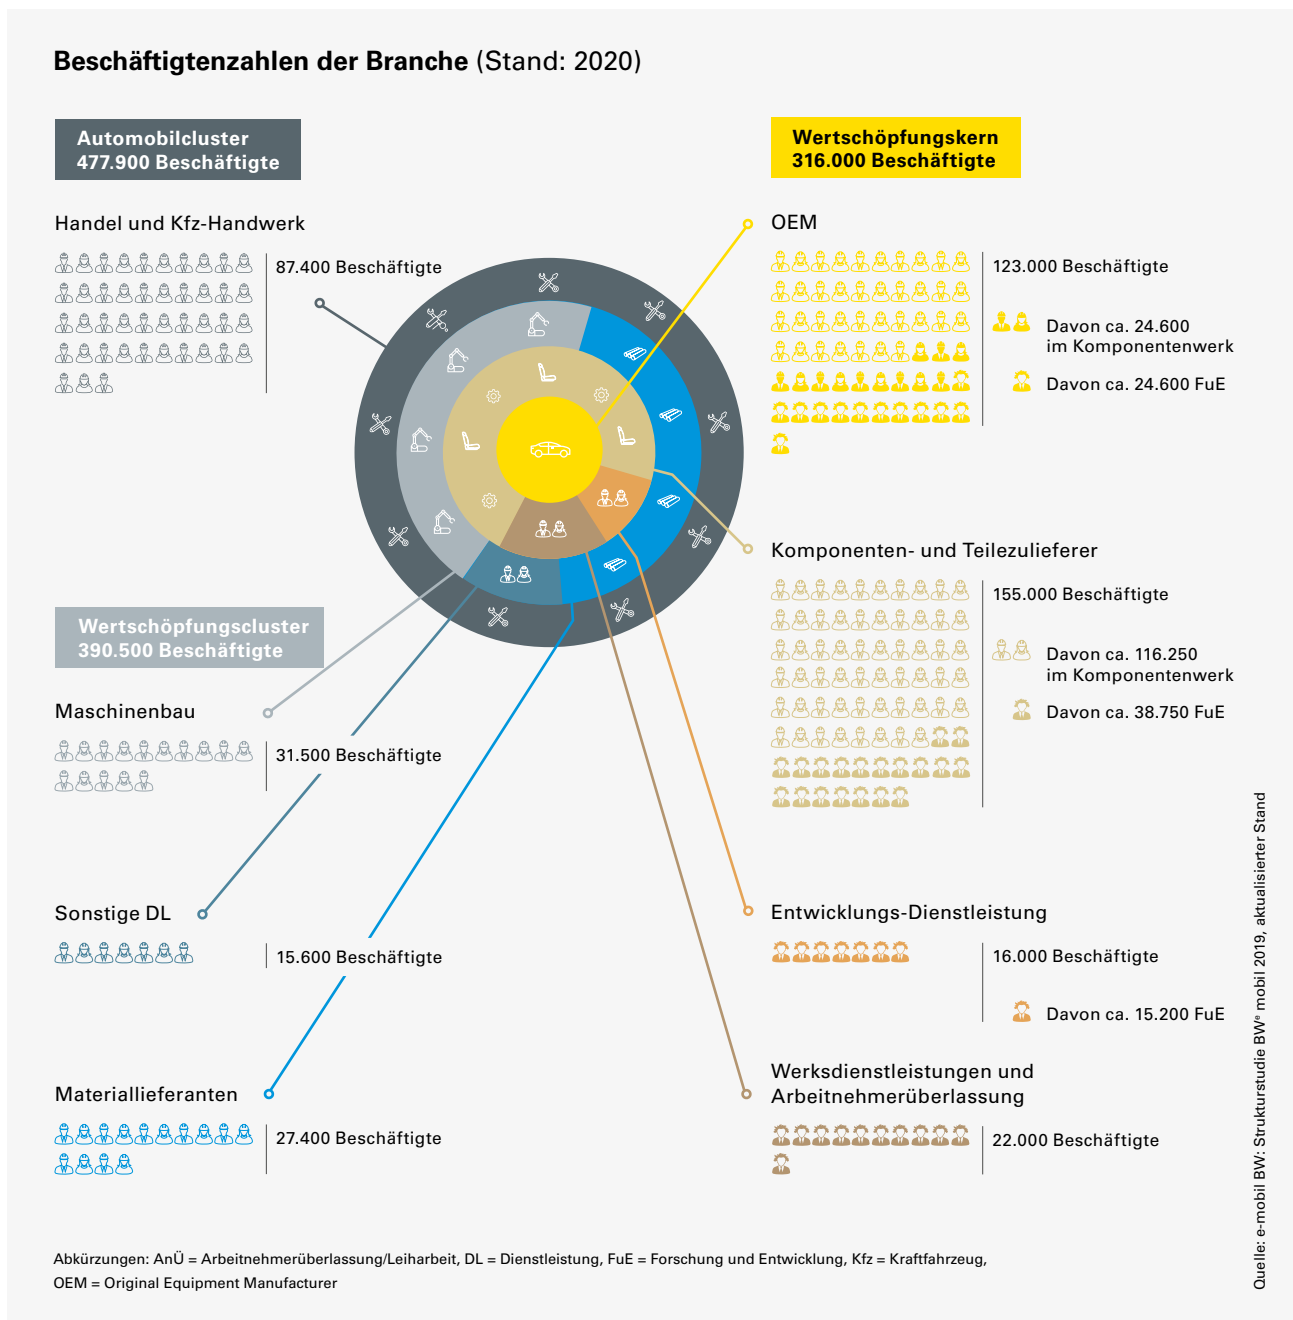 Beschäftigtenzahlen der Branche (Stand: 2020)
Automobilcluster
477.900 Beschäftigte
Handel und Kfz-Handwerk
87.400 Beschäftigte
Wertschöpfungscluster
390.500 Beschäftigte
Maschinenbau
31.500 Beschäftigte
Sonstige DL
15.600 Beschäftigte
Materiallieferanten
27.400 Beschäftigte
Wertschöpfungskern
316.000 Beschäftigte
OEM
123.000 Beschäftigte
Davon ca. 24.600
im Komponentenwerk
Davon ca. 24.600 FuE
Komponenten- und Teilezulieferer
155.000 Beschäftigte
Davon ca. 116.250
im Komponentenwerk
Davon ca. 38.750 FuE
Entwicklungs-Dienstleistung
16.000 Beschäftigte
Davon ca. 15.200 FuE
Werksdienstleistungen und
Arbeitnehmerüberlassung
22.000 Beschäftigte
Abkürzungen: AnÜ = Arbeitnehmerüberlassung/Leiharbeit, DL = Dienstleistung, FuE = Forschung und Entwicklung, Kfz = Kraftfahrzeug,
OEM = Original Equipment Manufacturer
Quelle: e-mobil BW: Strukturstudie BWᵉ mobil 2019, aktualisierter Stand